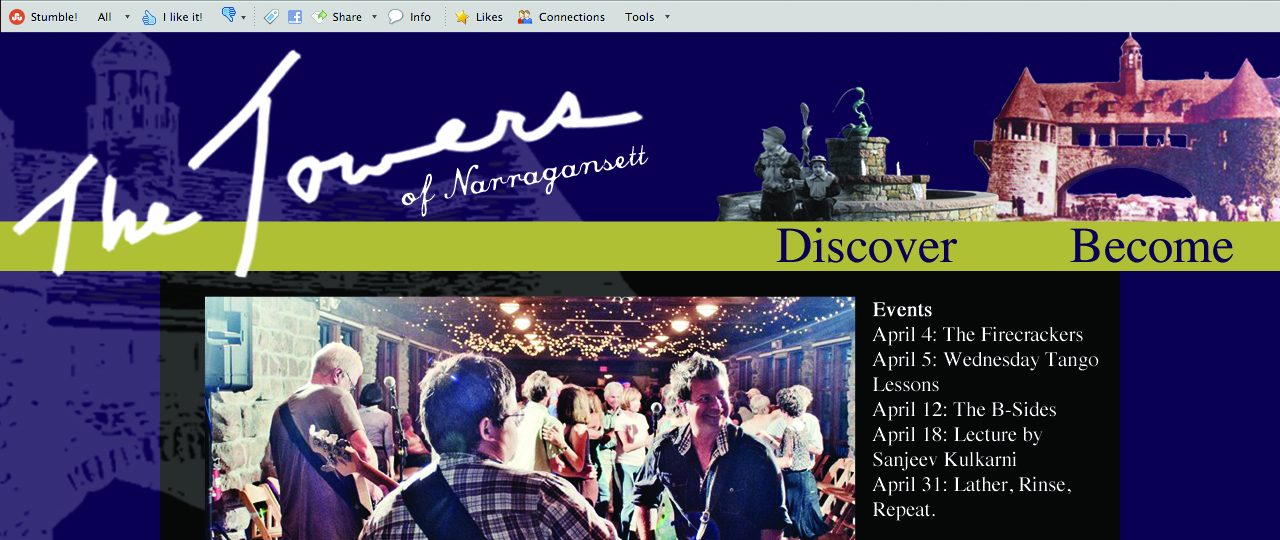 Stumble! All I like it! Share Info Likes Connections Tools
The Towers
of Narragansett
Discover Become
Events
April 4: The Firecrackers
April 5: Wednesday Tango
Lessons
April 12: The B-Sides
April 18: Lecture by
Sanjeev Kulkarni
April 31: Lather, Rinse,
Repeat.